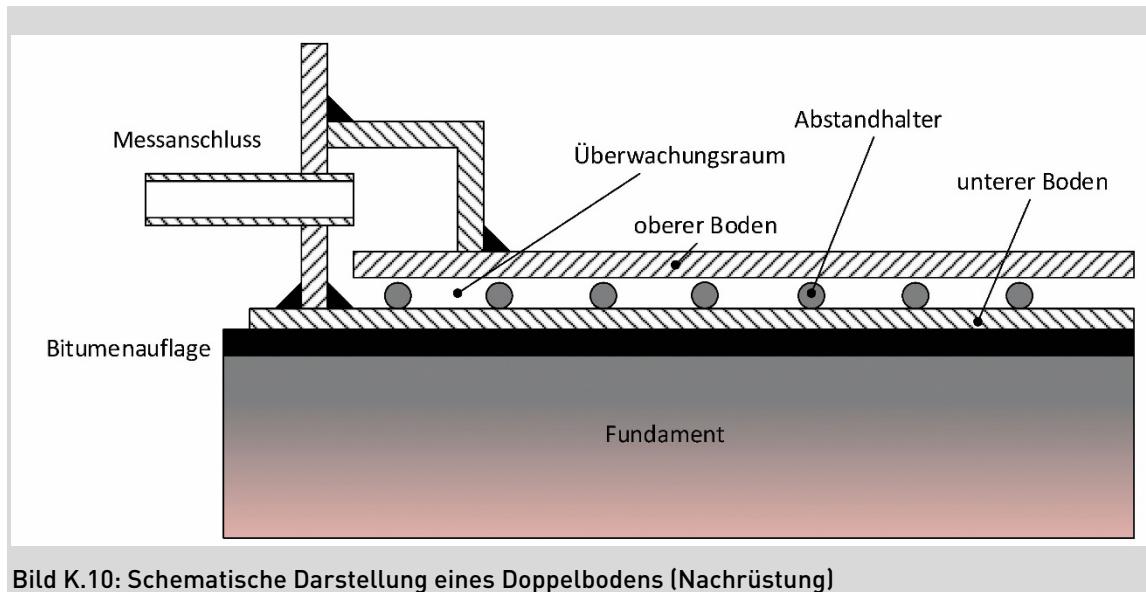 Messanschluss
Abstandhalter
Überwachungsraum
unterer Boden
oberer Boden
Bitumenauflage
Fundament
Bild K.10: Schematische Darstellung eines Doppelbodens (Nachrüstung)